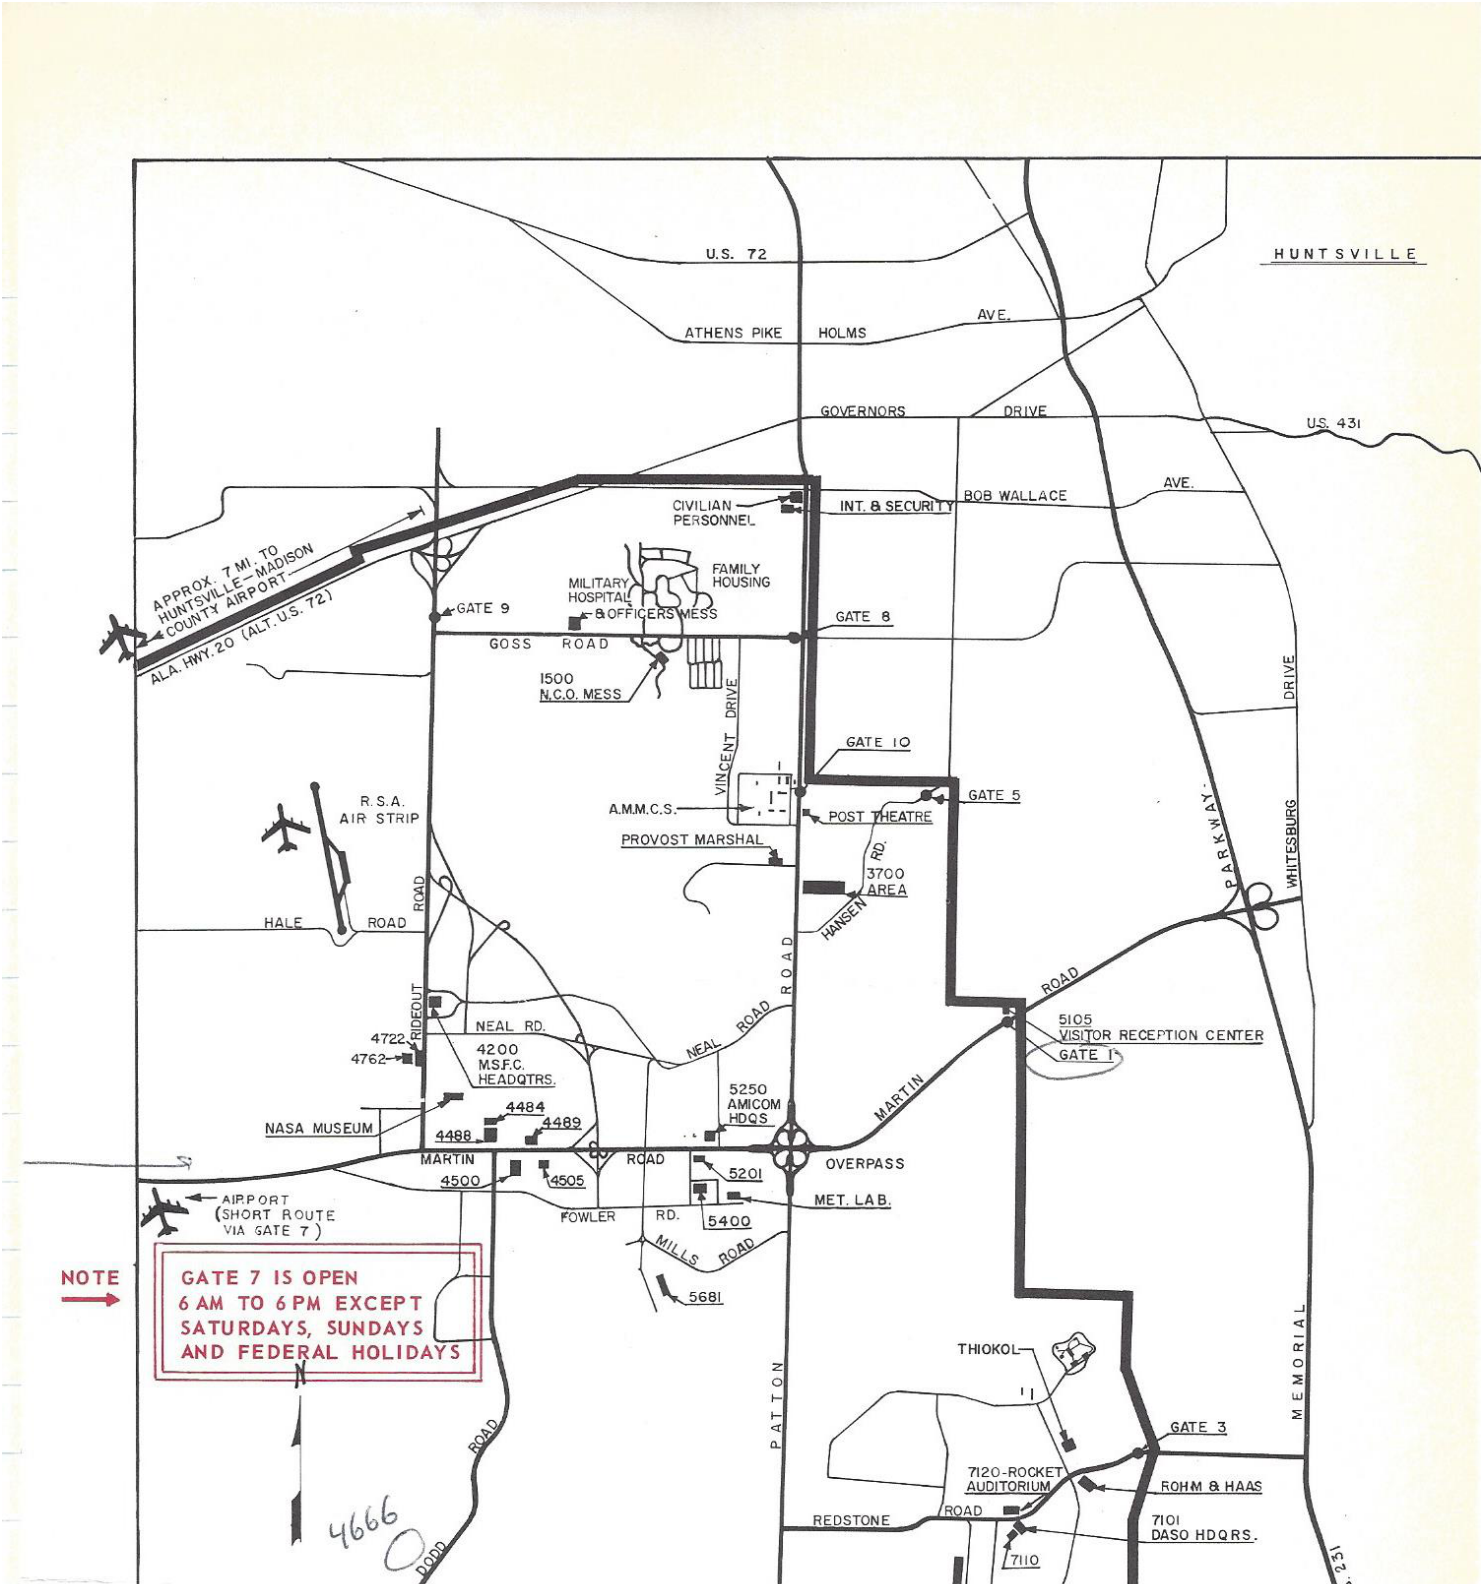 HUNTSVILLE
U.S. 72
ATHENS PIKE HOLMS AVE.
GOVERNORS DRIVE
U.S. 431
BOB WALLACE AVE.
CIVILIAN
PERSONNEL
INT. & SECURITY
APPROX. 7 MI. TO
HUNTSVILLE-MADISON
COUNTY AIRPORT
ALA. HWY. 20 (ALT. U.S. 72)
GATE 9
MILITARY
HOSPITAL
& OFFICERS MESS
FAMILY
HOUSING
GATE 8
GOSS ROAD
1500
N.C.O. MESS
VINCENT DRIVE
DRIVE
WHITESBURG
GATE 10
GATE 5
R.S.A.
AIR STRIP
A.M.M.C.S.
POST THEATRE
PROVOST MARSHAL
3700
AREA
HANSEN RD.
PARKWAY
MEMORIAL
HALE ROAD
RIDEOUT ROAD
PATTON ROAD
NEAL RD.
NEAL ROAD
MARTIN ROAD
5105
VISITOR RECEPTION CENTER
GATE 1
4722
4762
4200
M.S.F.C.
HEADQTRS.
5250
AMICOM
HDQS
NASA MUSEUM
4484
4488
4489
MARTIN ROAD
OVERPASS
4500
4505
5201
MET. LAB.
5400
FOWLER RD.
AIRPORT
(SHORT ROUTE
VIA GATE 7)
MILLS ROAD
5681
NOTE
GATE 7 IS OPEN
6 AM TO 6 PM EXCEPT
SATURDAYS, SUNDAYS
AND FEDERAL HOLIDAYS
N
4666
DODD ROAD
THIOKOL
GATE 3
7120-ROCKET
AUDITORIUM
ROHM & HAAS
REDSTONE ROAD
7101
DASO HDQRS.
7110
. 231